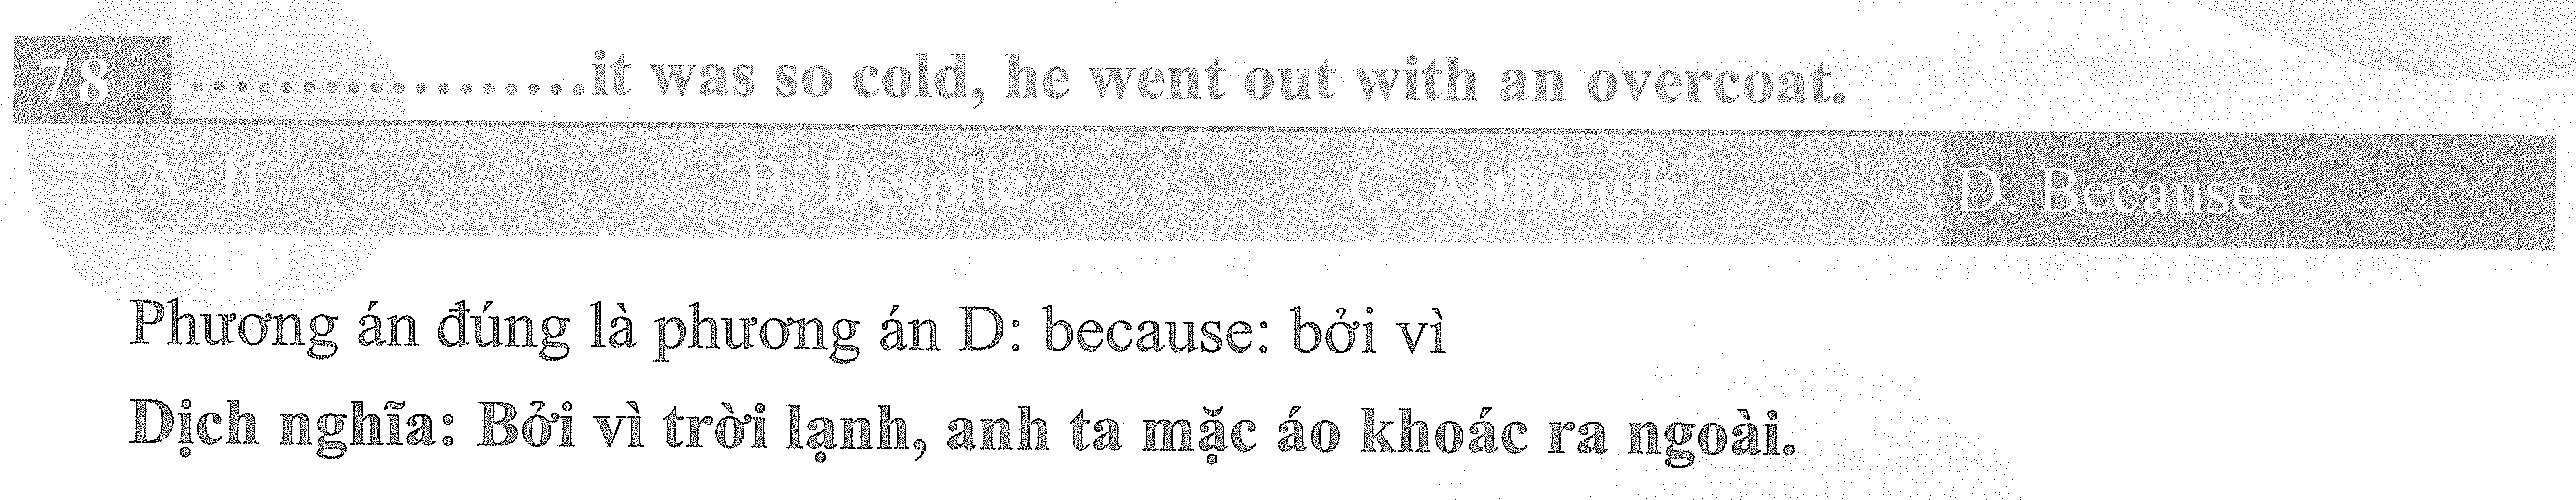 78 ..................it was so cold, he went out with an overcoat.
A. If B. Despite C. Although D. Because
Phương án đúng là phương án D: because: bởi vì
Dịch nghĩa: Bởi vì trời lạnh, anh ta mặc áo khoác ra ngoài.